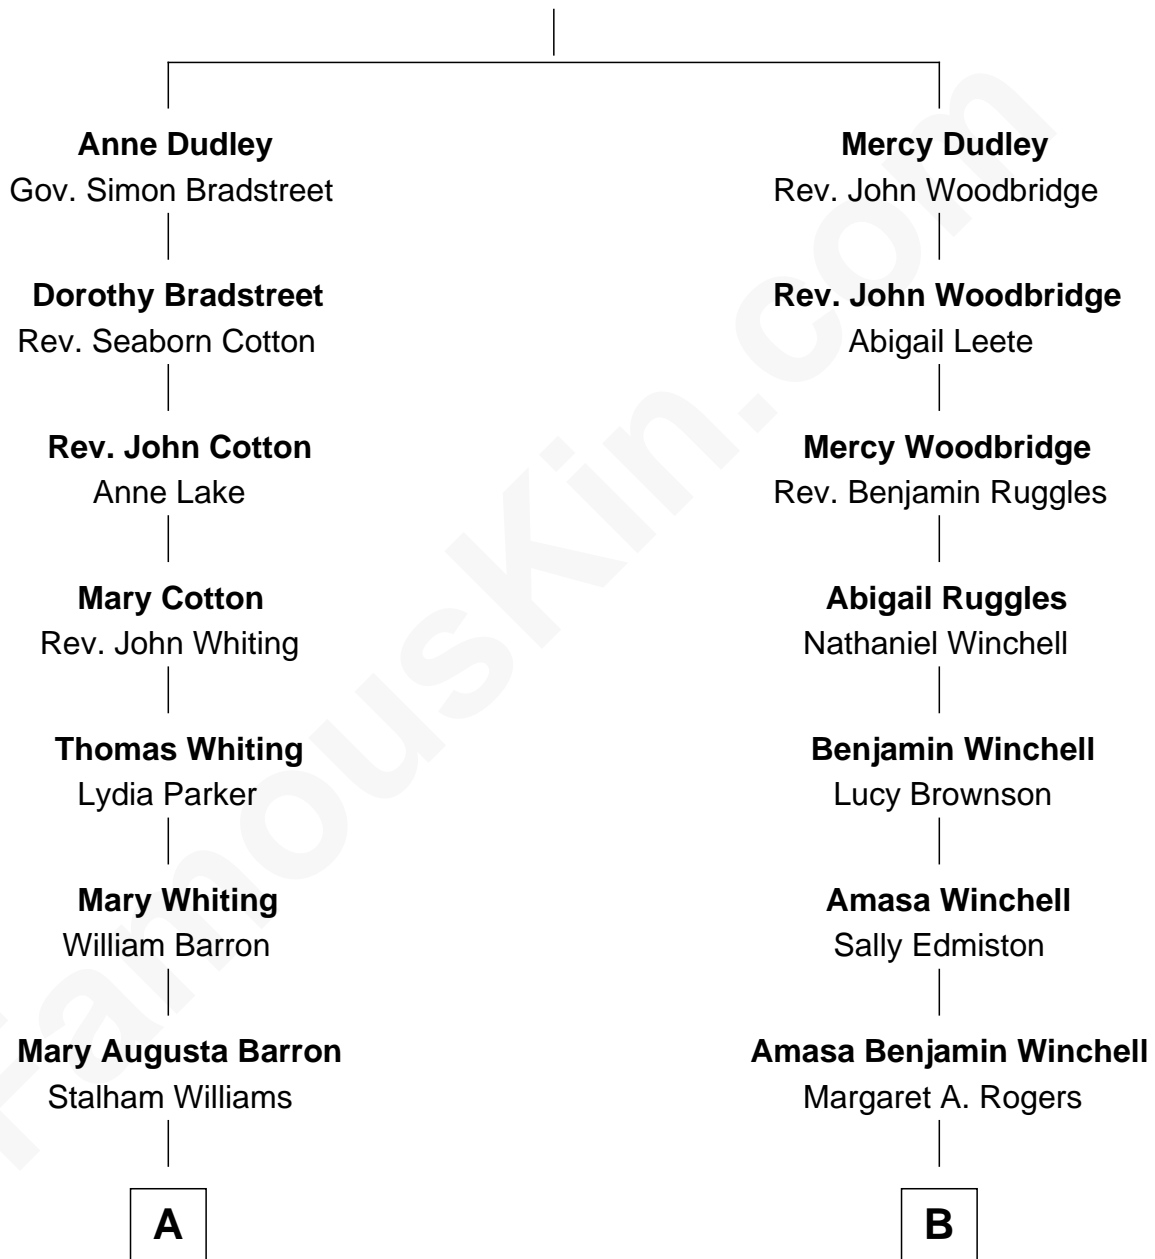 Anne Dudley
Gov. Simon Bradstreet
Dorothy Bradstreet
Rev. Seaborn Cotton
Rev. John Cotton
Anne Lake
Mary Cotton
Rev. John Whiting
Thomas Whiting
Lydia Parker
Mary Whiting
William Barron
Mary Augusta Barron
Stalham Williams
A
Mercy Dudley
Rev. John Woodbridge
Rev. John Woodbridge
Abigail Leete
Mercy Woodbridge
Rev. Benjamin Ruggles
Abigail Ruggles
Nathaniel Winchell
Benjamin Winchell
Lucy Brownson
Amasa Winchell
Sally Edmiston
Amasa Benjamin Winchell
Margaret A. Rogers
B
FamousKin.com